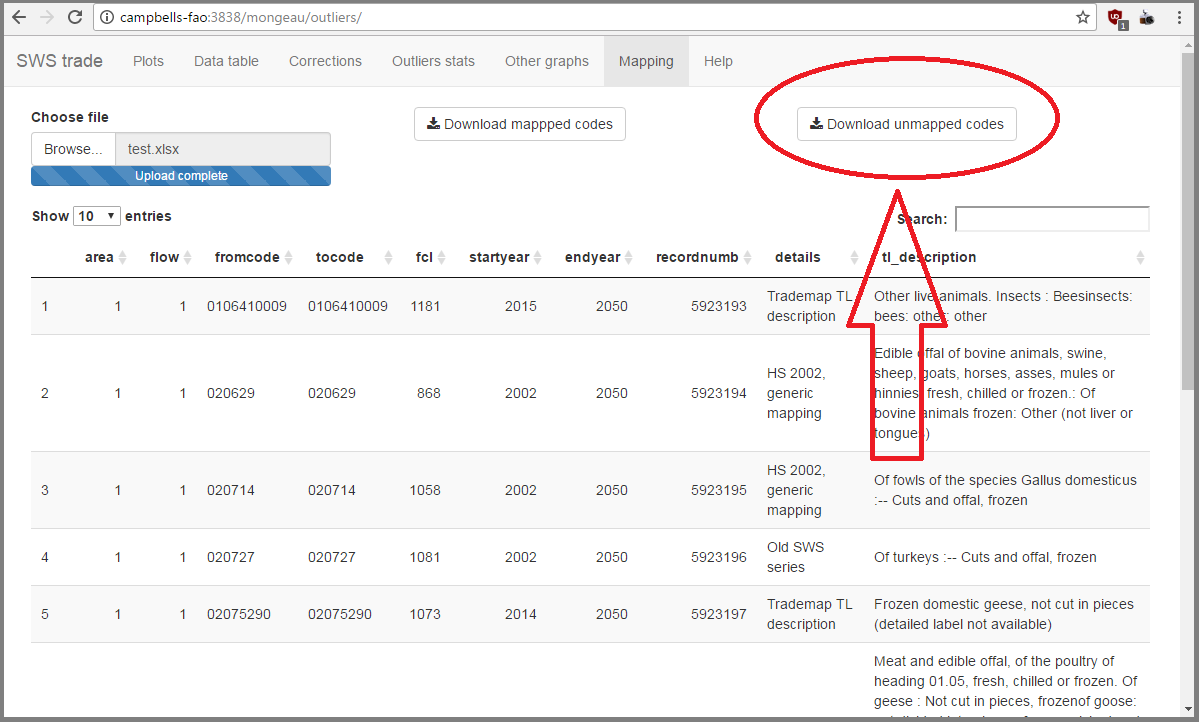 campbells-fao:3838/mongeau/outliers/
1
SWS trade Plots Data table Corrections Outliers stats Other graphs Mapping Help
Choose file
Browse... test.xlsx
Upload complete
Download mappped codes
Download unmapped codes
Show 10 entries
Search:
area flow fromcode tocode fcl startyear endyear recordnumb details tl_description
1 1 1 0106410009 0106410009 1181 2015 2050 5923193 Trademap TL description Other live animals. Insects : Beesinsects: bees: other: other
2 1 1 020629 020629 868 2002 2050 5923194 HS 2002, generic mapping Edible offal of bovine animals, swine, sheep, goats, horses, asses, mules or hinnies, fresh, chilled or frozen.: Of bovine animals frozen: Other (not liver or tongues)
3 1 1 020714 020714 1058 2002 2050 5923195 HS 2002, generic mapping Of fowls of the species Gallus domesticus :-- Cuts and offal, frozen
4 1 1 020727 020727 1081 2002 2050 5923196 Old SWS series Of turkeys :-- Cuts and offal, frozen
5 1 1 02075290 02075290 1073 2014 2050 5923197 Trademap TL description Frozen domestic geese, not cut in pieces (detailed label not available)
Meat and edible offal, of the poultry of
heading 01.05, fresh, chilled or frozen. Of
geese : Not cut in pieces, frozenof goose: